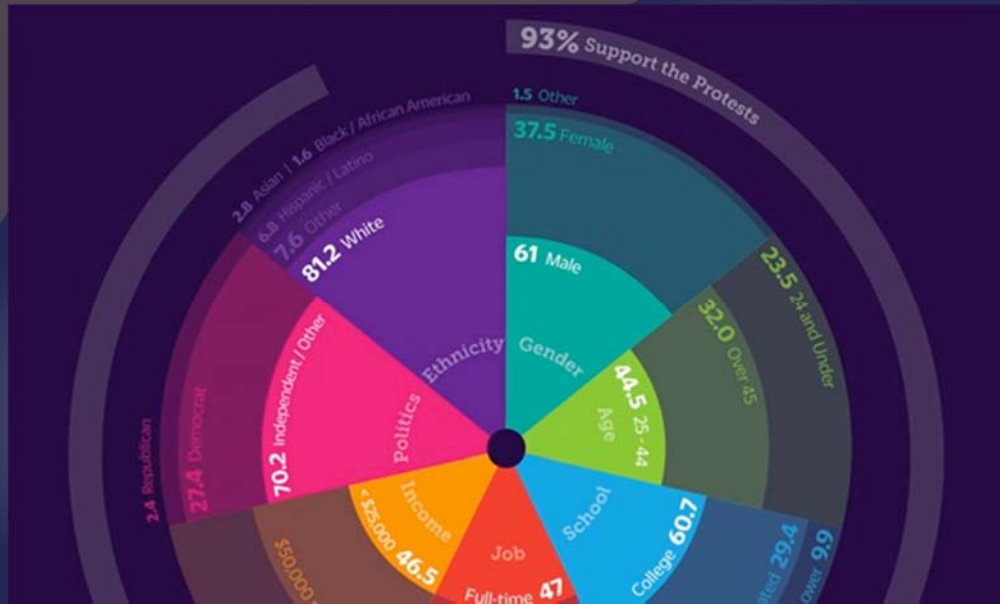 93% Support the Protests
1.5 Other
37.5 Female
61 Male
Gender
23.5 24 and Under
32.0 Over 45
44.5 25-44
Age
School
College 60.7
29.4
9.9
Job
Full-time 47
Income
< $25,000 46.5
$50,000
Politics
70.2 Independent / Other
27.4 Democrat
2.4 Republican
Ethnicity
81.2 White
7.6 Other
6.8 Hispanic / Latino
2.8 Asian | 1.6 Black / African American